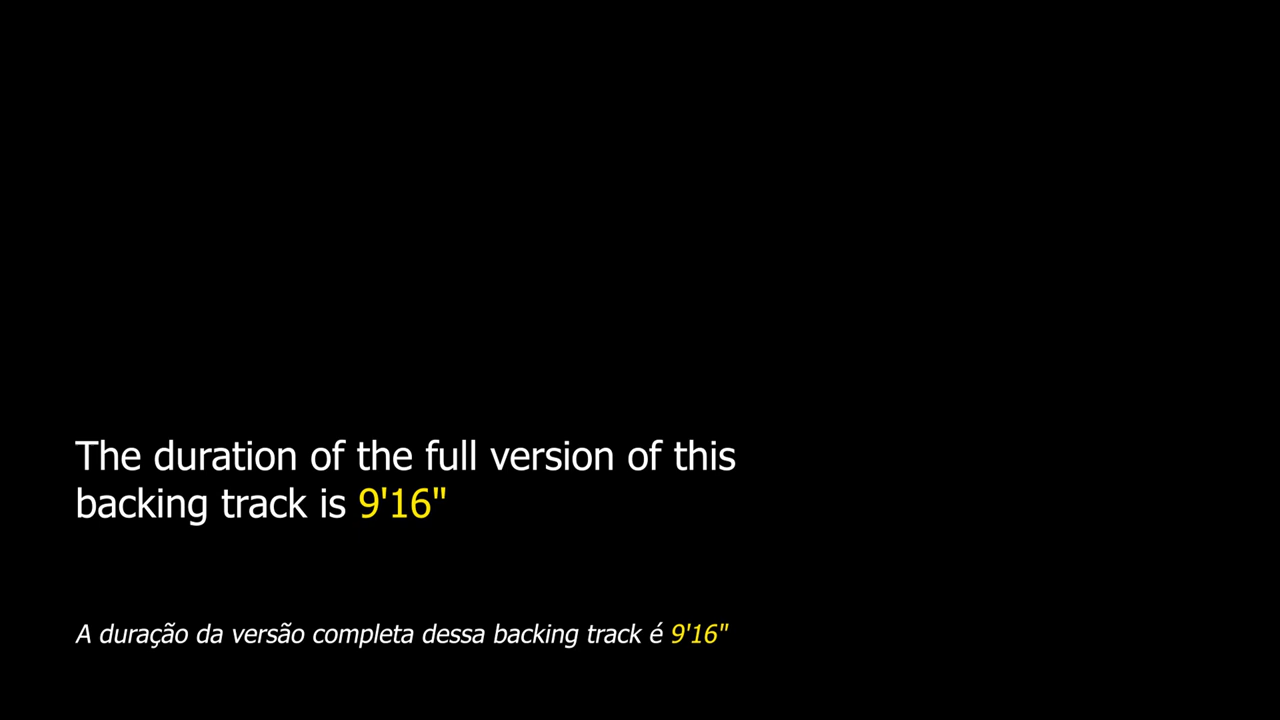 The duration of the full version of this
backing track is 9'16"
A duração da versão completa dessa backing track é 9'16"